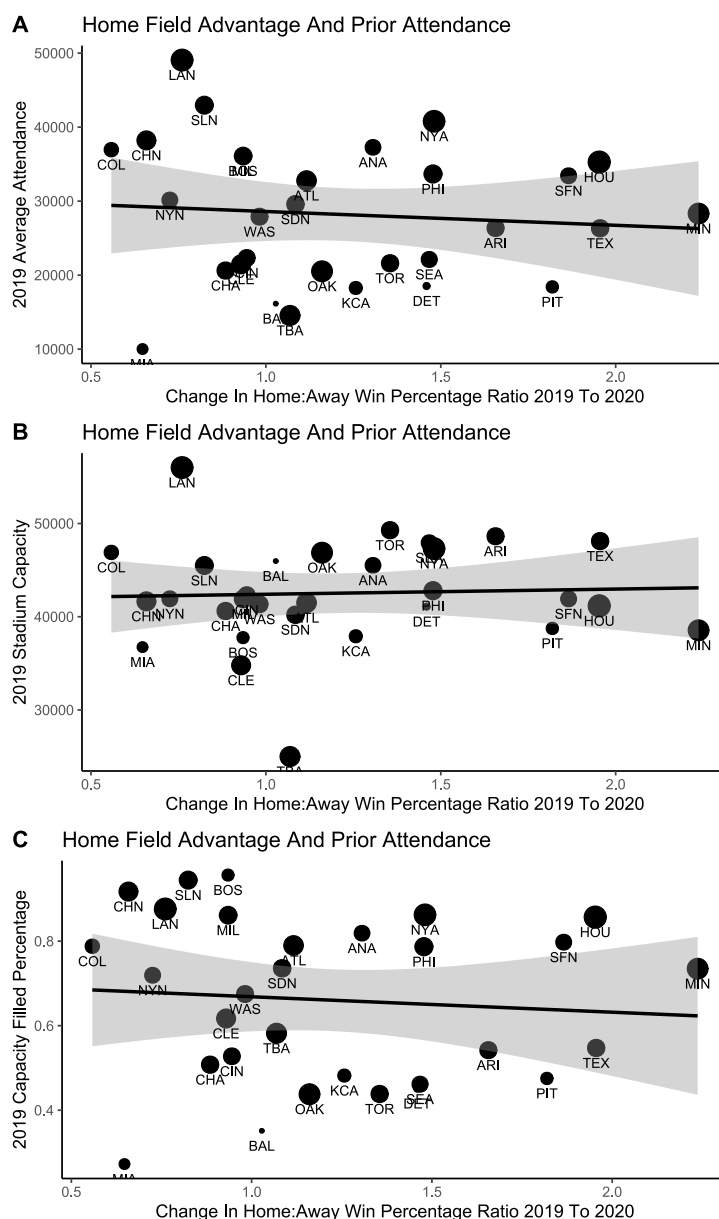 A Home Field Advantage And Prior Attendance
50000
LAN
SLN
40000
NYA
CHN
ANA
COL
BOS MIL
HOU
PHI
SFN
ATL
30000
NYN
SDN
MIN
WAS
ARI
TEX
CIN
CLE
SEA
TOR
CHA
OAK
20000
KCA
DET
PIT
BAL
TBA
10000
MIA
0.5 1.0 1.5 2.0
Change In Home:Away Win Percentage Ratio 2019 To 2020
2019 Average Attendance
B Home Field Advantage And Prior Attendance
LAN
50000
TOR
ARI
TEX
SEA
NYA
COL
OAK
BAL
SLN
ANA
CHN NYN
CIN MIL
WAS
ATL
PHI
SFN
HOU
DET
40000
CHA
SDN
MIN
PIT
KCA
BOS
MIA
CLE
30000
TBA
0.5 1.0 1.5 2.0
Change In Home:Away Win Percentage Ratio 2019 To 2020
2019 Stadium Capacity
C Home Field Advantage And Prior Attendance
BOS
SLN
CHN
LAN
MIL
NYA
HOU
ANA
0.8
COL
ATL
PHI
SFN
SDN
MIN
NYN
WAS
CLE
0.6
TBA
ARI
TEX
CIN
CHA
KCA
PIT
SEA
DET
OAK
TOR
0.4
BAL
MIA
0.5 1.0 1.5 2.0
Change In Home:Away Win Percentage Ratio 2019 To 2020
2019 Capacity Filled Percentage